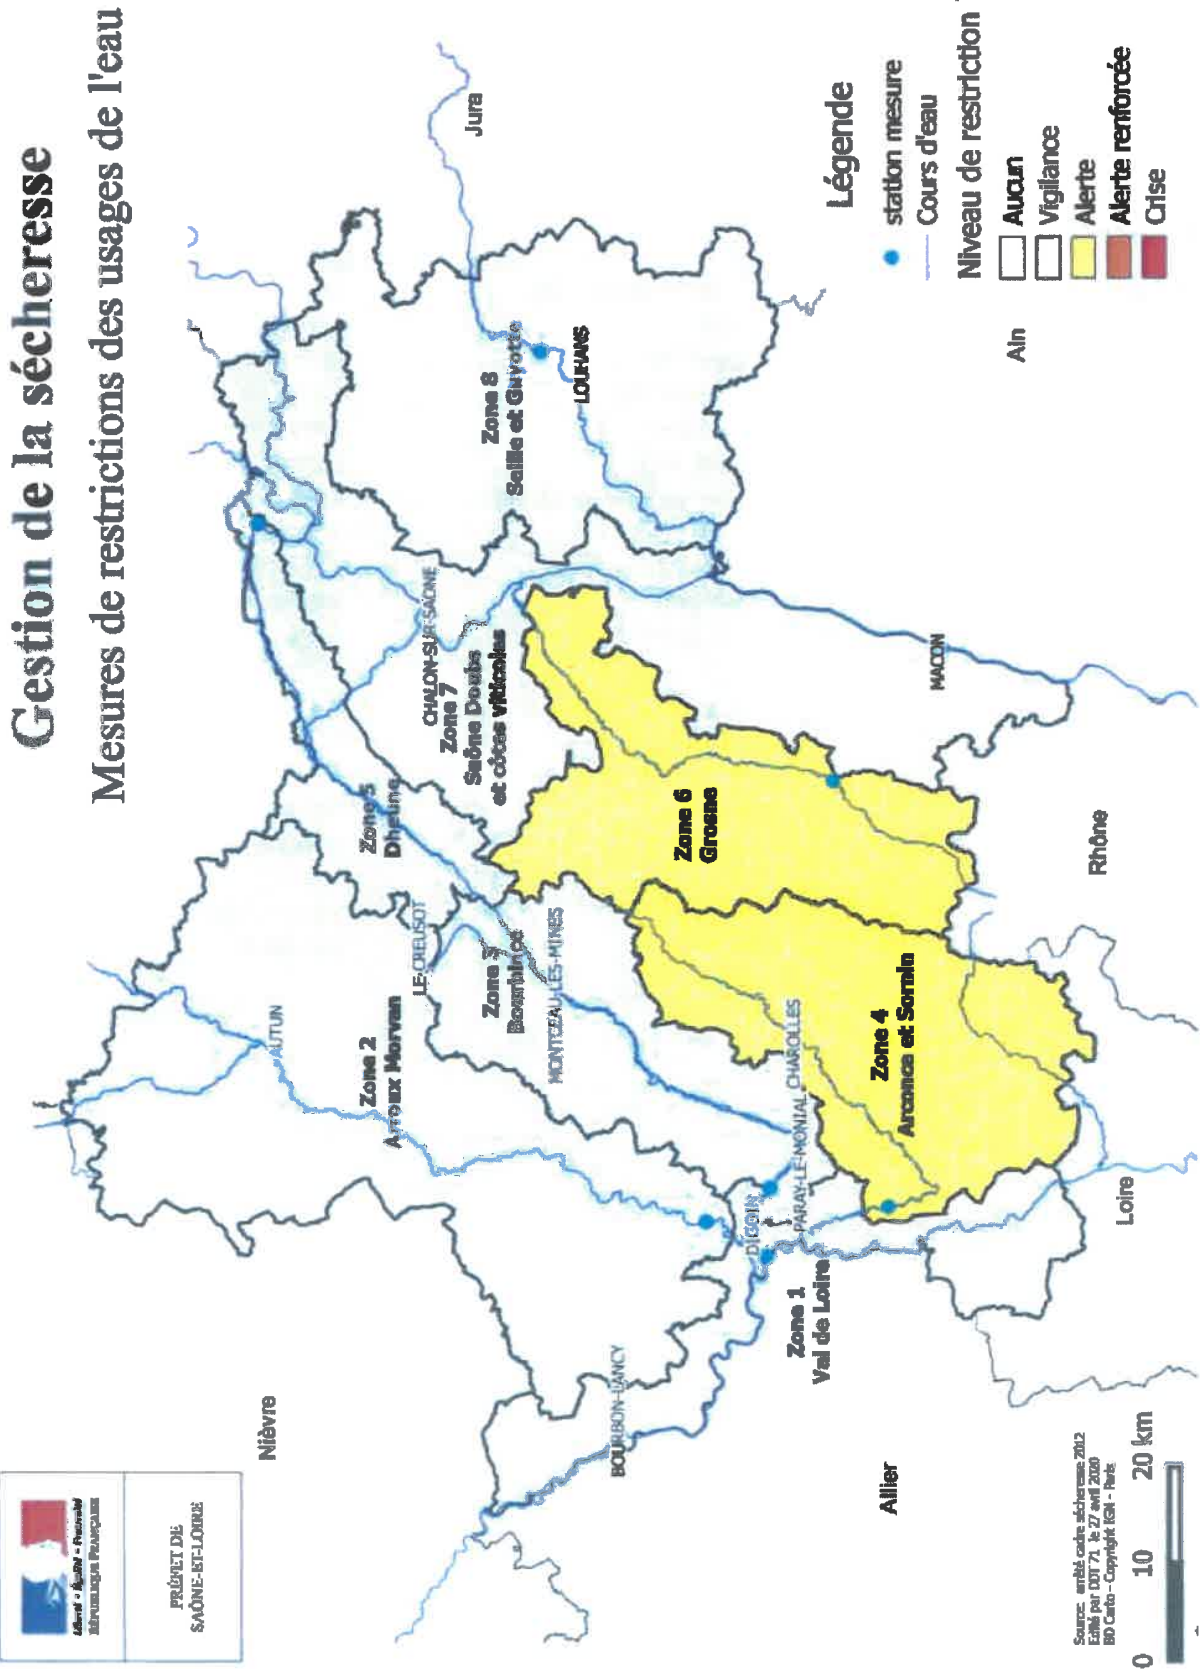 Gestion de la sécheresse
Mesures de restrictions des usages de l'eau
Liberté • Égalité • Fraternité
RÉPUBLIQUE FRANÇAISE
PRÉFET DE
SAÔNE-ET-LOIRE
Nièvre
Jura
Ain
Rhône
Loire
Allier
AUTUN
Zone 2
Arroux Morvan
LE-CREUSOT
Zone 5
Dheune
Zone 3
Bourbince
MONTCEAU-LES-MINES
CHALON-SUR-SAONE
Zone 7
Saône Doubs
et côtes viticoles
Zone 8
Seille et Guyotte
LOUHANS
BOURBON-LANCY
DIGOIN
PARAY-LE-MONIAL
CHAROLLES
Zone 1
Val de Loire
Zone 4
Arconce et Sornin
Zone 6
Grosne
MACON
Légende
station mesure
Cours d'eau
Niveau de restriction
Aucun
Vigilance
Alerte
Alerte renforcée
Crise
Source: arrêté cadre sécheresse 2012
Edité par DDT 71 le 27 avril 2020
BD Carto - Copyright IGN - Paris
0 10 20 km